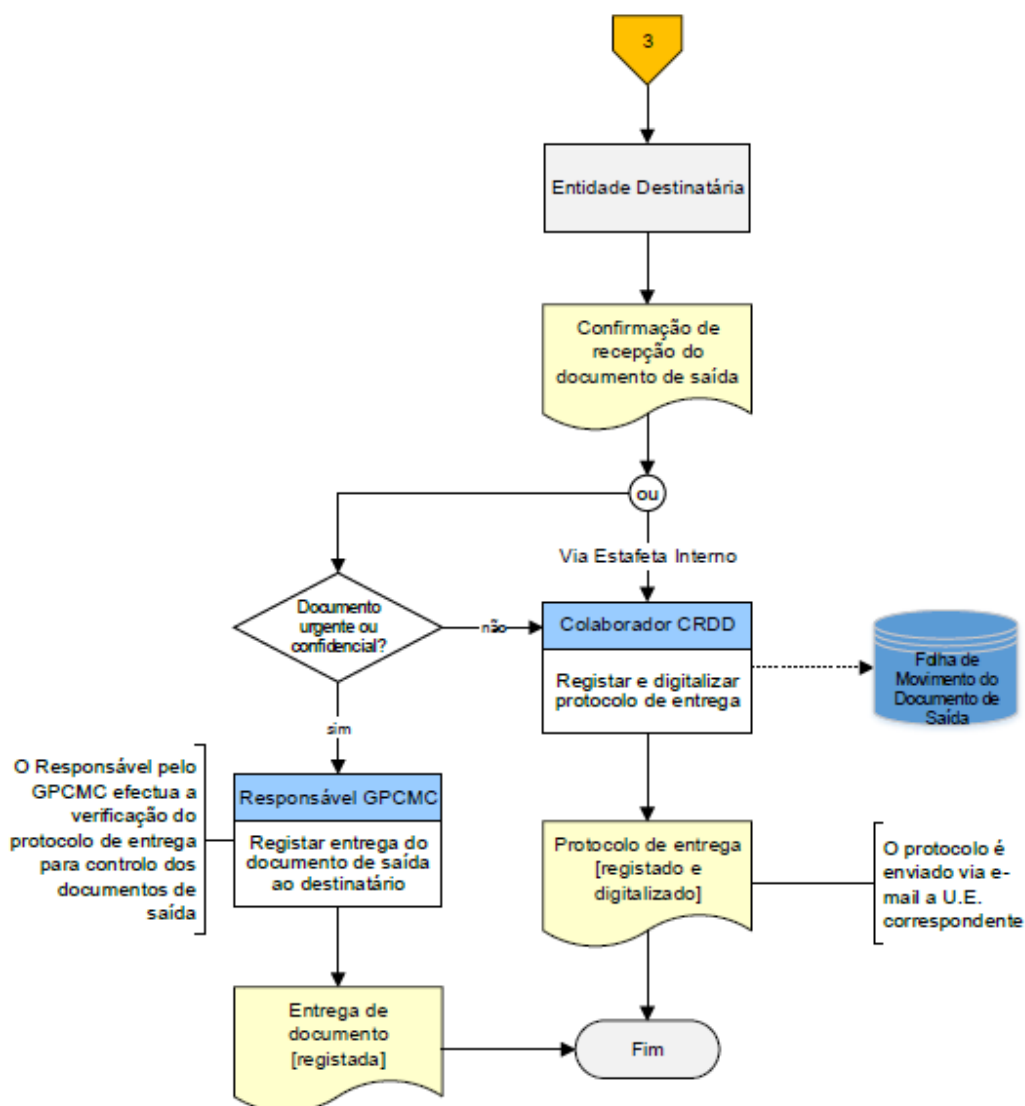 3
Entidade Destinatária
Confirmação de
recepção do
documento de saída
ou
Via Estafeta Interno
Documento
urgente ou
confidencial?
não
Colaborador CRDD
Registar e digitalizar
protocolo de entrega
Folha de
Movimento do
Documento de
Saída
sim
O Responsável pelo
GPCMC efectua a
verificação do
protocolo de entrega
para controlo dos
documentos de
saída
Responsável GPCMC
Registar entrega do
documento de saída
ao destinatário
Protocolo de entrega
[registado e
digitalizado]
O protocolo é
enviado via e-
mail a U.E.
correspondente
Entrega de
documento
[registada]
Fim